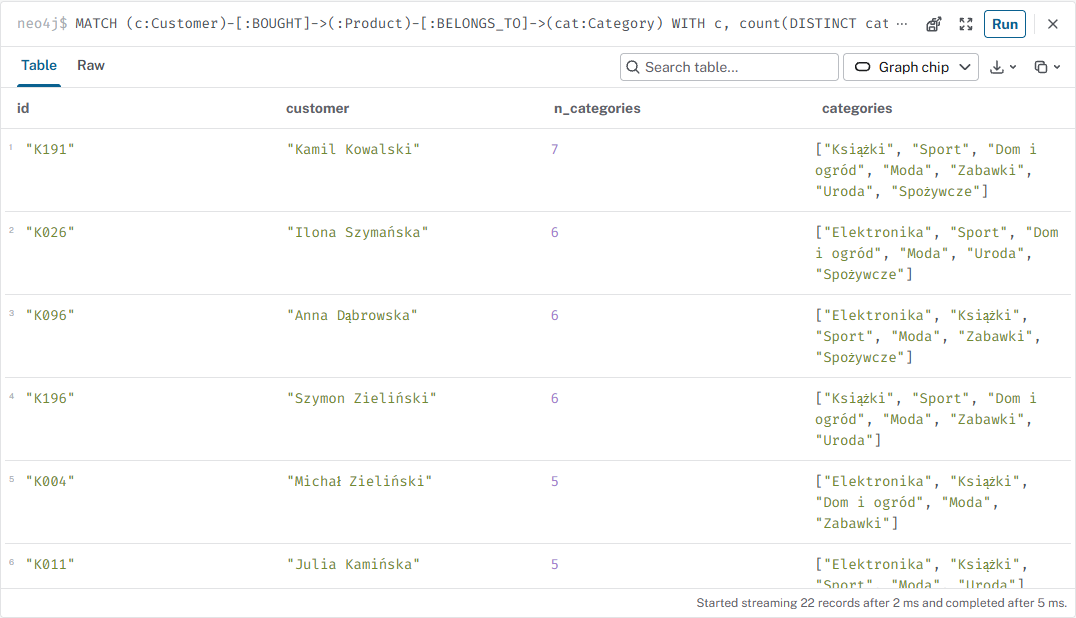 neo4j$ MATCH (c:Customer)-[:BOUGHT]->(:Product)-[:BELONGS_TO]->(cat:Category) WITH c, count(DISTINCT cat ⋯ Run
Table Raw
Search table... Graph chip
id customer n_categories categories
1 "K191" "Kamil Kowalski" 7 ["Książki", "Sport", "Dom i
ogród", "Moda", "Zabawki",
"Uroda", "Spożywcze"]
2 "K026" "Ilona Szymańska" 6 ["Elektronika", "Sport", "Dom
i ogród", "Moda", "Uroda",
"Spożywcze"]
3 "K096" "Anna Dąbrowska" 6 ["Elektronika", "Książki",
"Sport", "Moda", "Zabawki",
"Spożywcze"]
4 "K196" "Szymon Zieliński" 6 ["Książki", "Sport", "Dom i
ogród", "Moda", "Zabawki",
"Uroda"]
5 "K004" "Michał Zieliński" 5 ["Elektronika", "Książki",
"Dom i ogród", "Moda",
"Zabawki"]
6 "K011" "Julia Kamińska" 5 ["Elektronika", "Książki",
"Sport", "Moda", "Uroda"]
Started streaming 22 records after 2 ms and completed after 5 ms.